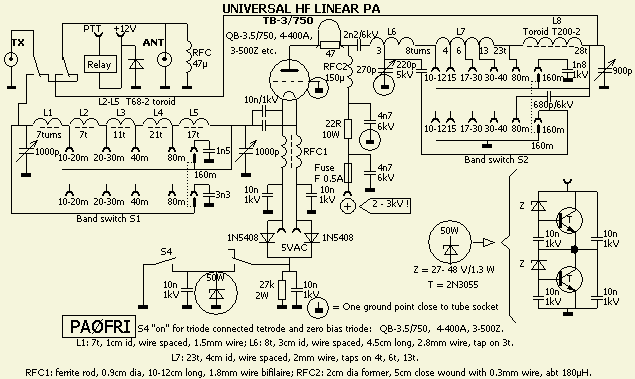 UNIVERSAL HF LINEAR PA
TB-3/750
QB-3.5/750, 4-400A,
3-500Z etc.
TX
PTT +12V
ANT
Relay
RFC
47µ
L2-L5 T68-2 toroid
47
2n2/6kV
L6
L7
L8
Toroid T200-2
3
8turns
4 6 13 23t
28t
RFC2
150µ
270p
220p
5kV
10-12 15 17-30-40 80m
160m
1n8
1kV
900p
680p/6kV
10-12 15 17-30-40 80m
160m
160m
Band switch S2
L1
L2
L3
L4
L5
7turns
7t
11t
21t
17t
10n/1kV
1000p
1000p
10-20m 20-30m 40m 80m
1n5
160m
10-20m 20-30m 40m 80m
3n3
Band switch S1
RFC1
22R
10W
4n7
6kV
Fuse
F 0.5A
4n7
6kV
+
2 - 3kV !
10n
1kV
10n
1kV
1N5408
5VAC
1N5408
S4
10n
1kV
50W
27k
2W
10n
1kV
50W
Z = 27- 48 V/1.3 W
T = 2N3055
Z
T
10n
1kV
10n
1kV
Z
T
10n
1kV
10n
1kV
= One ground point close to tube socket
PAØFRI
S4 "on" for triode connected tetrode and zero bias triode: QB-3.5/750, 4-400A, 3-500Z.
L1: 7t, 1cm id, wire spaced, 1.5mm wire; L6: 8t, 3cm id, wire spaced, 4.5cm long, 2.8mm wire, tap on 3t.
L7: 23t, 4cm id, wire spaced, 2mm wire, taps on 4t, 6t, 13t.
RFC1: ferrite rod, 0.9cm dia, 10-12cm long, 1.8mm wire bifilaire; RFC2: 2cm dia former, 5cm close wound with 0.3mm wire, abt 180µH.